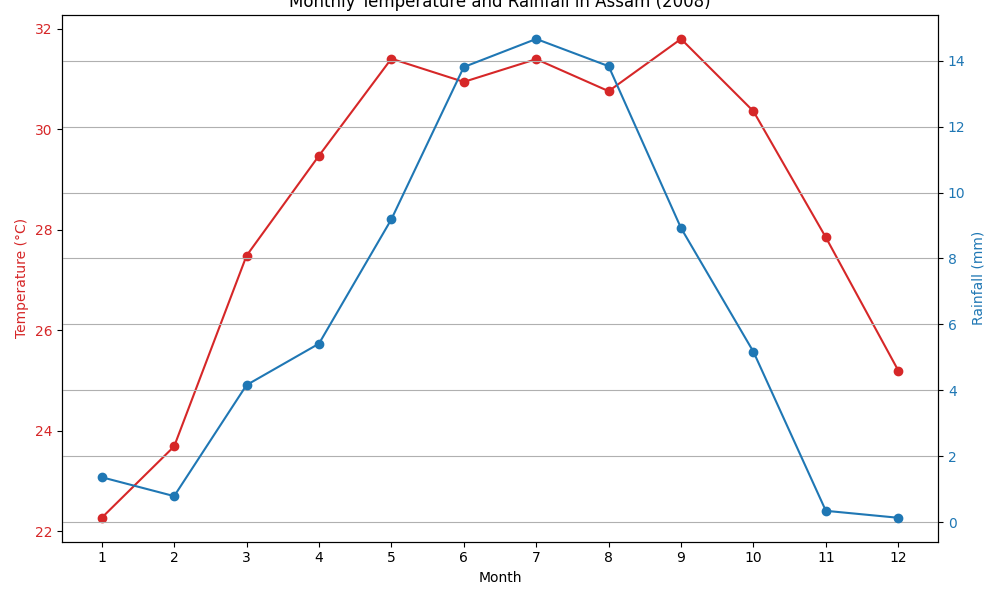 Monthly Temperature and Rainfall in Assam (2008)
32
30
28
26
24
22
Temperature (°C)
14
12
10
8
6
4
2
0
Rainfall (mm)
1 2 3 4 5 6 7 8 9 10 11 12
Month